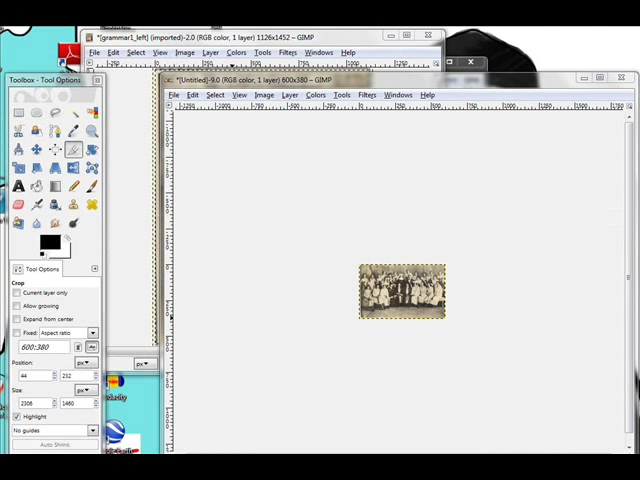 *[grammar1_left] (imported)-2.0 (RGB color, 1 layer) 1126x1452 – GIMP
File Edit Select View Image Layer Colors Tools Filters Windows Help
Toolbox - Tool Options
*[Untitled]-9.0 (RGB color, 1 layer) 600x380 – GIMP
File Edit Select View Image Layer Colors Tools Filters Windows Help
Tool Options
Crop
Current layer only
Allow growing
Expand from center
Fixed: Aspect ratio
600:380
Position: px
44 232
Size: px
2306 1460
Highlight
No guides
Auto Shrink
px